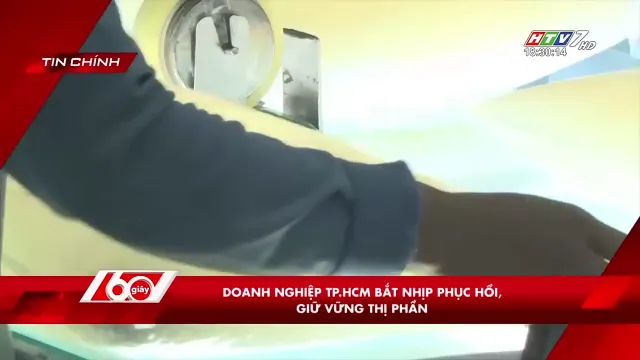 TIN CHÍNH
HTV7 HD
18:30:14
60 giây
DOANH NGHIỆP TP.HCM BẮT NHỊP PHỤC HỒI,
GIỮ VỮNG THỊ PHẦN